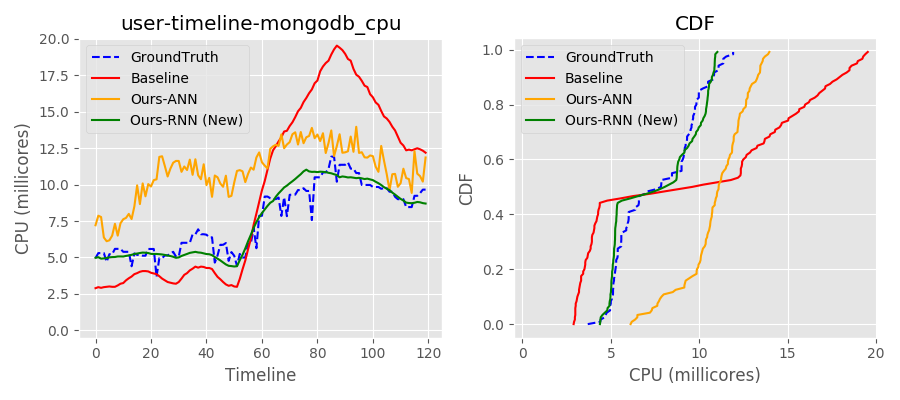 user-timeline-mongodb_cpu
CPU (millicores)
20.0
17.5
15.0
12.5
10.0
7.5
5.0
2.5
0.0
GroundTruth
Baseline
Ours-ANN
Ours-RNN (New)
0
20
40
60
80
100
120
Timeline
CDF
CDF
1.0
0.8
0.6
0.4
0.2
0.0
GroundTruth
Baseline
Ours-ANN
Ours-RNN (New)
0
5
10
15
20
CPU (millicores)